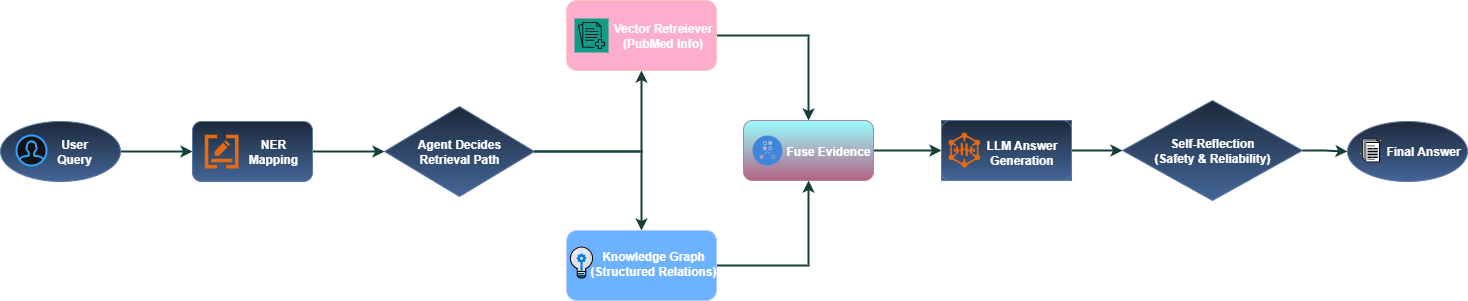 User
Query
NER
Mapping
Agent Decides
Retrieval Path
Vector Retreiever
(PubMed Info)
Knowledge Graph
(Structured Relations)
Fuse Evidence
LLM Answer
Generation
Self-Reflection
(Safety & Reliability)
Final Answer